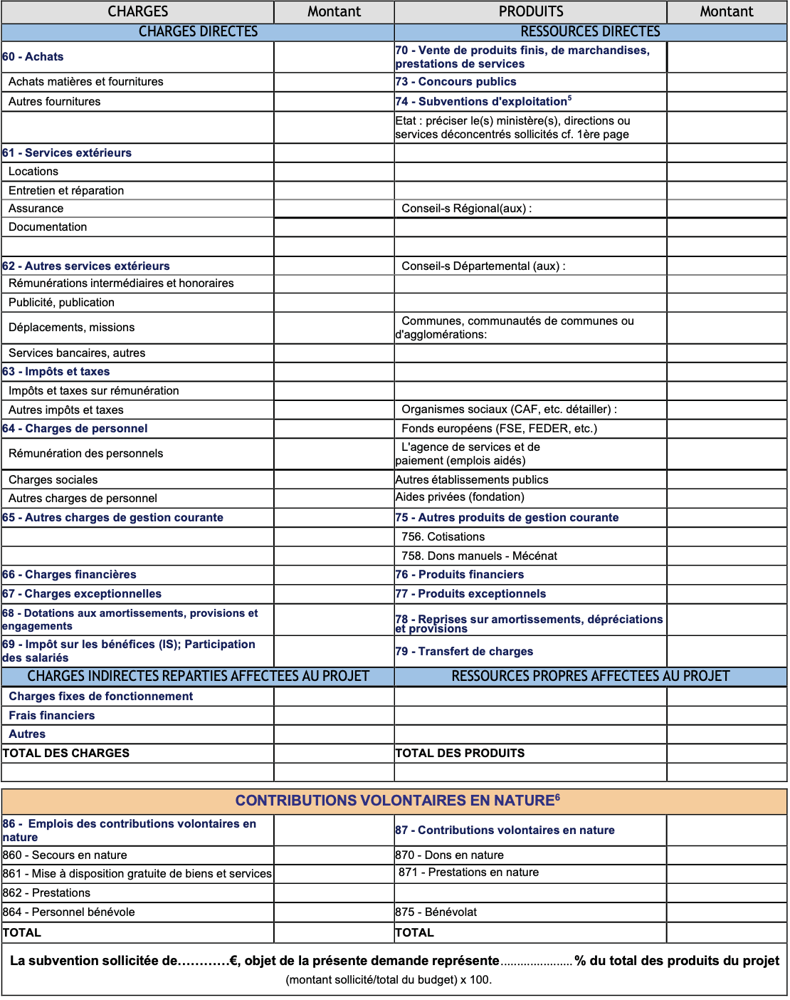 CHARGES Montant PRODUITS Montant
CHARGES DIRECTES RESSOURCES DIRECTES
60 - Achats
70 - Vente de produits finis, de marchandises,
prestations de services
Achats matières et fournitures 73 - Concours publics
Autres fournitures 74 - Subventions d'exploitation⁵
Etat : préciser le(s) ministère(s), directions ou
services déconcentrés sollicités cf. 1ère page
61 - Services extérieurs
Locations
Entretien et réparation
Assurance Conseil-s Régional(aux) :
Documentation
62 - Autres services extérieurs Conseil-s Départemental (aux) :
Rémunérations intermédiaires et honoraires
Publicité, publication
Déplacements, missions
Communes, communautés de communes ou
d'agglomérations:
Services bancaires, autres
63 - Impôts et taxes
Impôts et taxes sur rémunération
Autres impôts et taxes Organismes sociaux (CAF, etc. détailler) :
64 - Charges de personnel Fonds européens (FSE, FEDER, etc.)
Rémunération des personnels
L'agence de services et de
paiement (emplois aidés)
Charges sociales Autres établissements publics
Autres charges de personnel Aides privées (fondation)
65 - Autres charges de gestion courante 75 - Autres produits de gestion courante
756. Cotisations
758. Dons manuels - Mécénat
66 - Charges financières 76 - Produits financiers
67 - Charges exceptionnelles 77 - Produits exceptionnels
68 - Dotations aux amortissements, provisions et
engagements
78 - Reprises sur amortissements, dépréciations
et provisions
69 - Impôt sur les bénéfices (IS); Participation
des salariés
79 - Transfert de charges
CHARGES INDIRECTES REPARTIES AFFECTEES AU PROJET RESSOURCES PROPRES AFFECTEES AU PROJET
Charges fixes de fonctionnement
Frais financiers
Autres
TOTAL DES CHARGES TOTAL DES PRODUITS
CONTRIBUTIONS VOLONTAIRES EN NATURE⁶
86 - Emplois des contributions volontaires en
nature
87 - Contributions volontaires en nature
860 - Secours en nature 870 - Dons en nature
861 - Mise à disposition gratuite de biens et services 871 - Prestations en nature
862 - Prestations
864 - Personnel bénévole 875 - Bénévolat
TOTAL TOTAL
La subvention sollicitée de…………€, objet de la présente demande représente...................... % du total des produits du projet
(montant sollicité/total du budget) x 100.